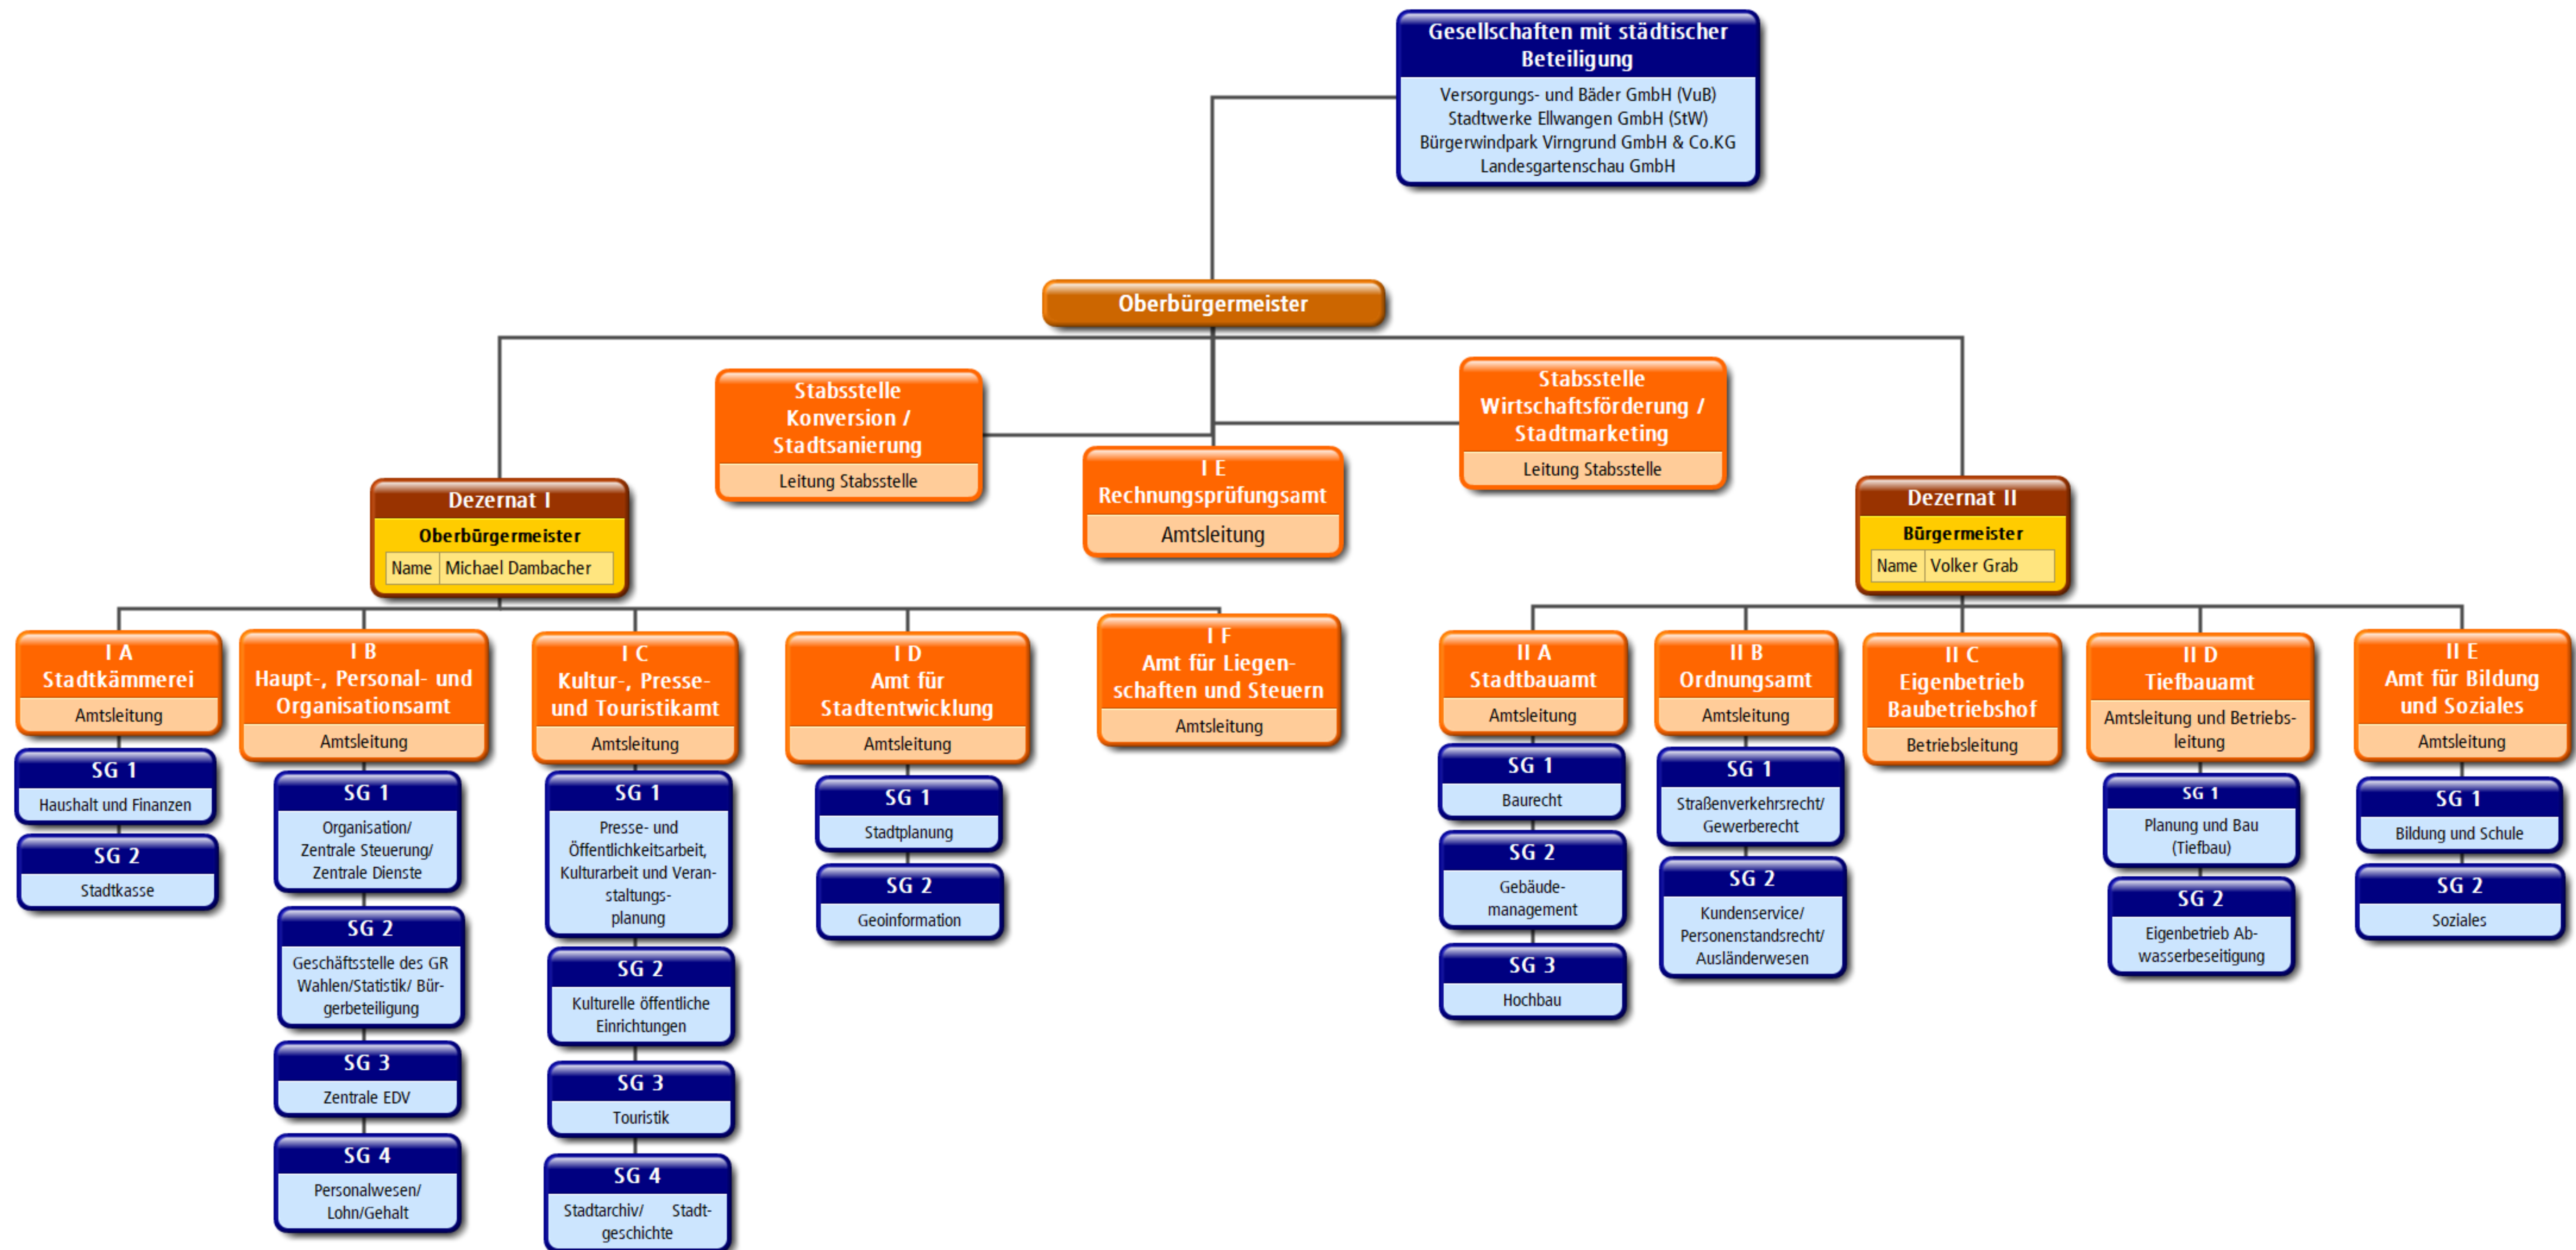 Gesellschaften mit städtischer
Beteiligung
Versorgungs- und Bäder GmbH (VuB)
Stadtwerke Ellwangen GmbH (StW)
Bürgerwindpark Virngrund GmbH & Co.KG
Landesgartenschau GmbH
Oberbürgermeister
Stabsstelle
Konversion /
Stadtsanierung
Leitung Stabsstelle
I E
Rechnungsprüfungsamt
Amtsleitung
Stabsstelle
Wirtschaftsförderung /
Stadtmarketing
Leitung Stabsstelle
Dezernat I
Oberbürgermeister
Name Michael Dambacher
Dezernat II
Bürgermeister
Name Volker Grab
I A
Stadtkämmerei
Amtsleitung
SG 1
Haushalt und Finanzen
SG 2
Stadtkasse
I B
Haupt-, Personal- und
Organisationsamt
Amtsleitung
SG 1
Organisation/
Zentrale Steuerung/
Zentrale Dienste
SG 2
Geschäftsstelle des GR
Wahlen/Statistik/ Bür-
gerbeteiligung
SG 3
Zentrale EDV
SG 4
Personalwesen/
Lohn/Gehalt
I C
Kultur-, Presse-
und Touristikamt
Amtsleitung
SG 1
Presse- und
Öffentlichkeitsarbeit,
Kulturarbeit und Veran-
staltungs-
planung
SG 2
Kulturelle öffentliche
Einrichtungen
SG 3
Touristik
SG 4
Stadtarchiv/ Stadt-
geschichte
I D
Amt für
Stadtentwicklung
Amtsleitung
SG 1
Stadtplanung
SG 2
Geoinformation
I F
Amt für Liegen-
schaften und Steuern
Amtsleitung
II A
Stadtbauamt
Amtsleitung
SG 1
Baurecht
SG 2
Gebäude-
management
SG 3
Hochbau
II B
Ordnungsamt
Amtsleitung
SG 1
Straßenverkehrsrecht/
Gewerberecht
SG 2
Kundenservice/
Personenstandsrecht/
Ausländerwesen
II C
Eigenbetrieb
Baubetriebshof
Betriebsleitung
II D
Tiefbauamt
Amtsleitung und Betriebs-
leitung
SG 1
Planung und Bau
(Tiefbau)
SG 2
Eigenbetrieb Ab-
wasserbeseitigung
II E
Amt für Bildung
und Soziales
Amtsleitung
SG 1
Bildung und Schule
SG 2
Soziales